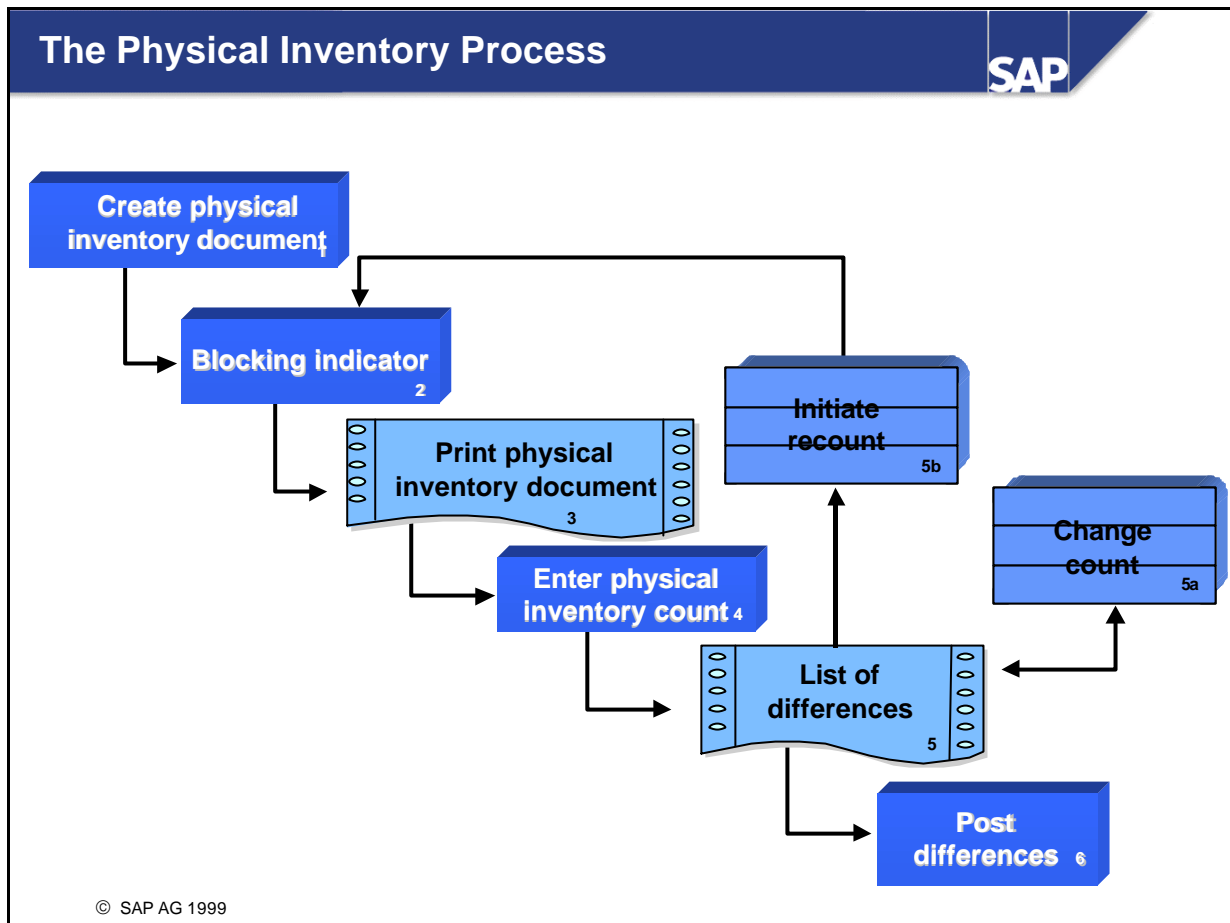 The Physical Inventory Process
SAP
Create physical
inventory document
1
Blocking indicator
2
Print physical
inventory document
3
Enter physical
inventory count 4
List of
differences
5
Change
count
5a
Initiate
recount
5b
Post
differences 6
© SAP AG 1999